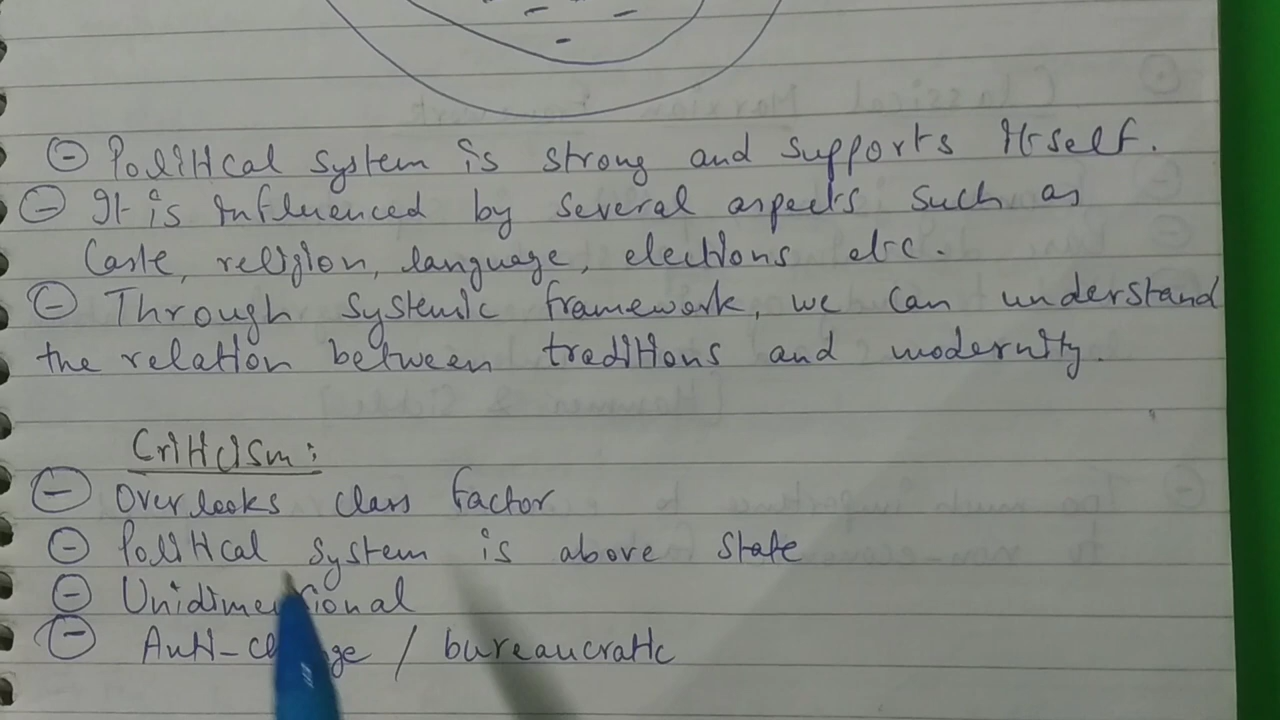 Political system is strong and supports itself.
It is influenced by several aspects such as
Caste, religion, language, elections etc.
Through systemic framework, we can understand
the relation between traditions and modernity.
Criticism:
Overlooks class factor
Political system is above state
Unidimensional
Anti-change / bureaucratic